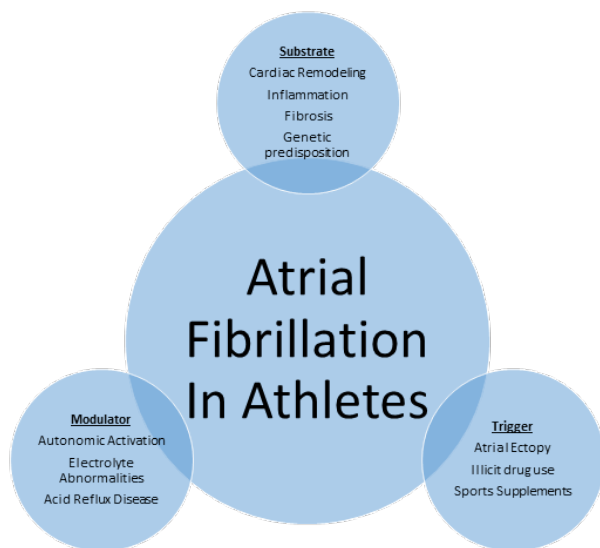 Substrate
Cardiac Remodeling
Inflammation
Fibrosis
Genetic
predisposition
Atrial
Fibrillation
In Athletes
Modulator
Autonomic Activation
Electrolyte
Abnormalities
Acid Reflux Disease
Trigger
Atrial Ectopy
Illicit drug use
Sports Supplements